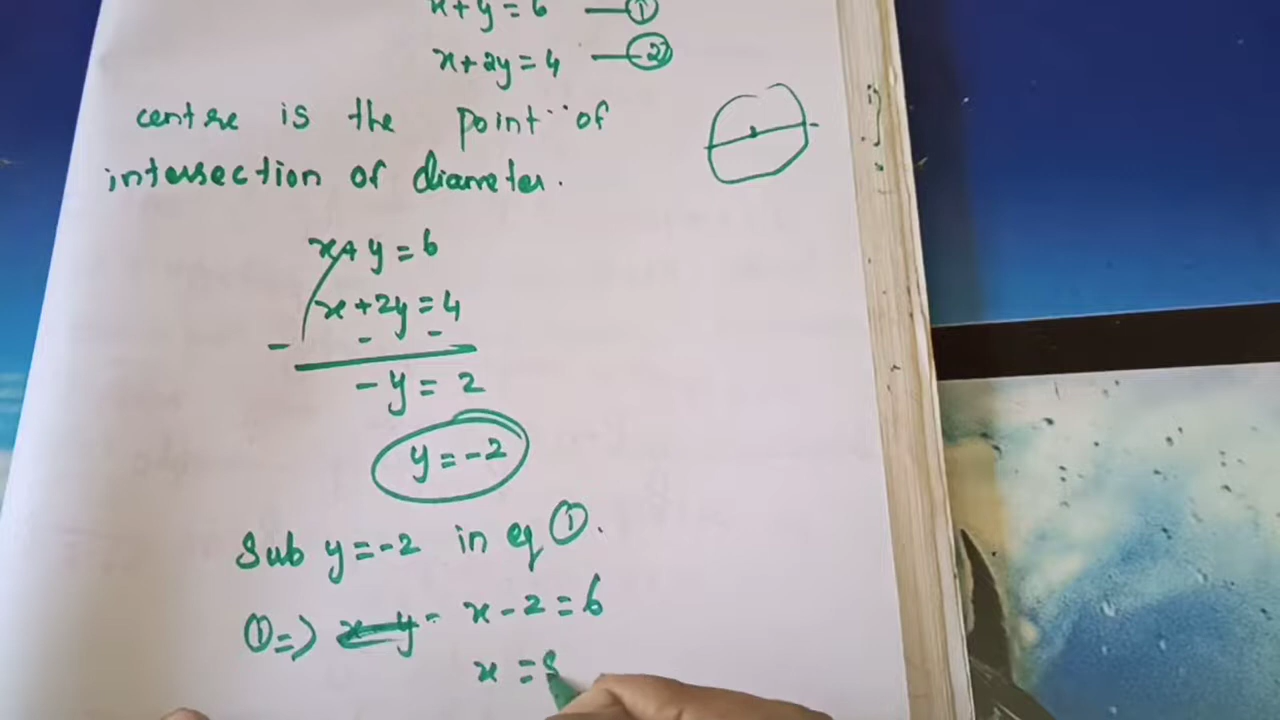 x+y=6 —①
x+2y=4 —②
centre is the point of
intersection of diameter.
x+y=6
x+2y=4
- - -
-y=2
y=-2
Sub y=-2 in eq ①.
①=> x-2=6
x=8